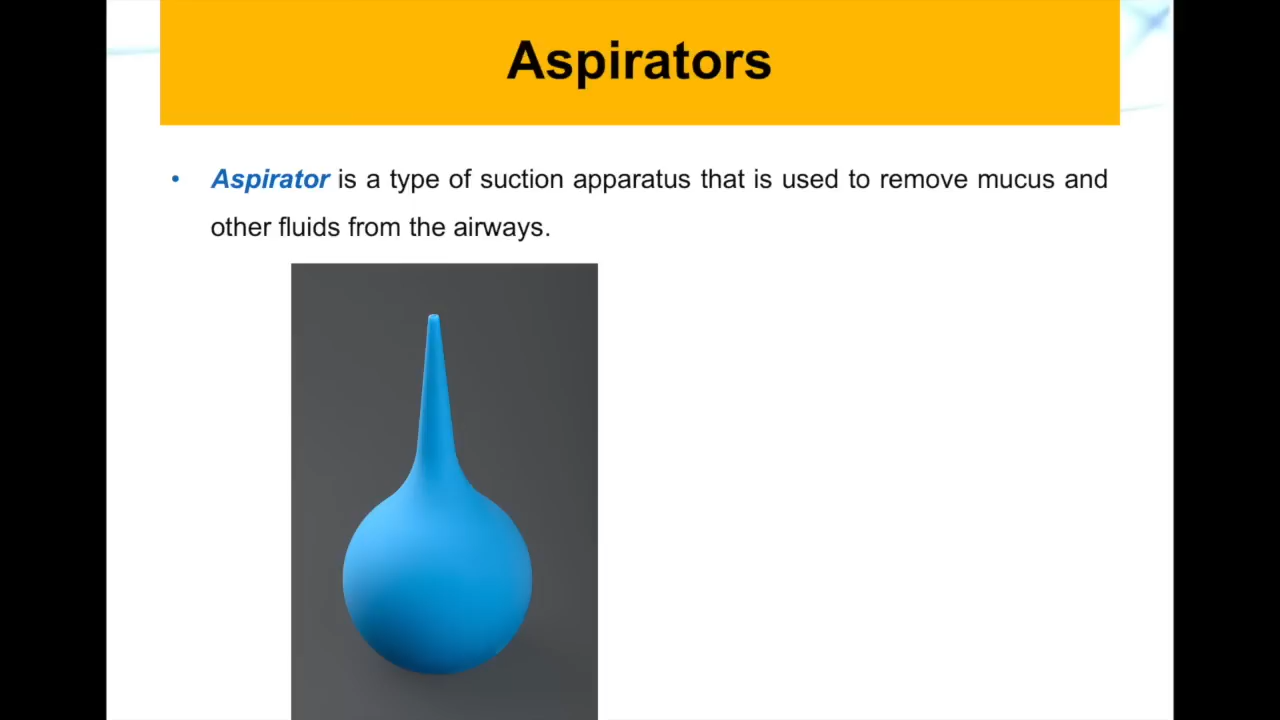 Aspirators
• Aspirator is a type of suction apparatus that is used to remove mucus and
other fluids from the airways.